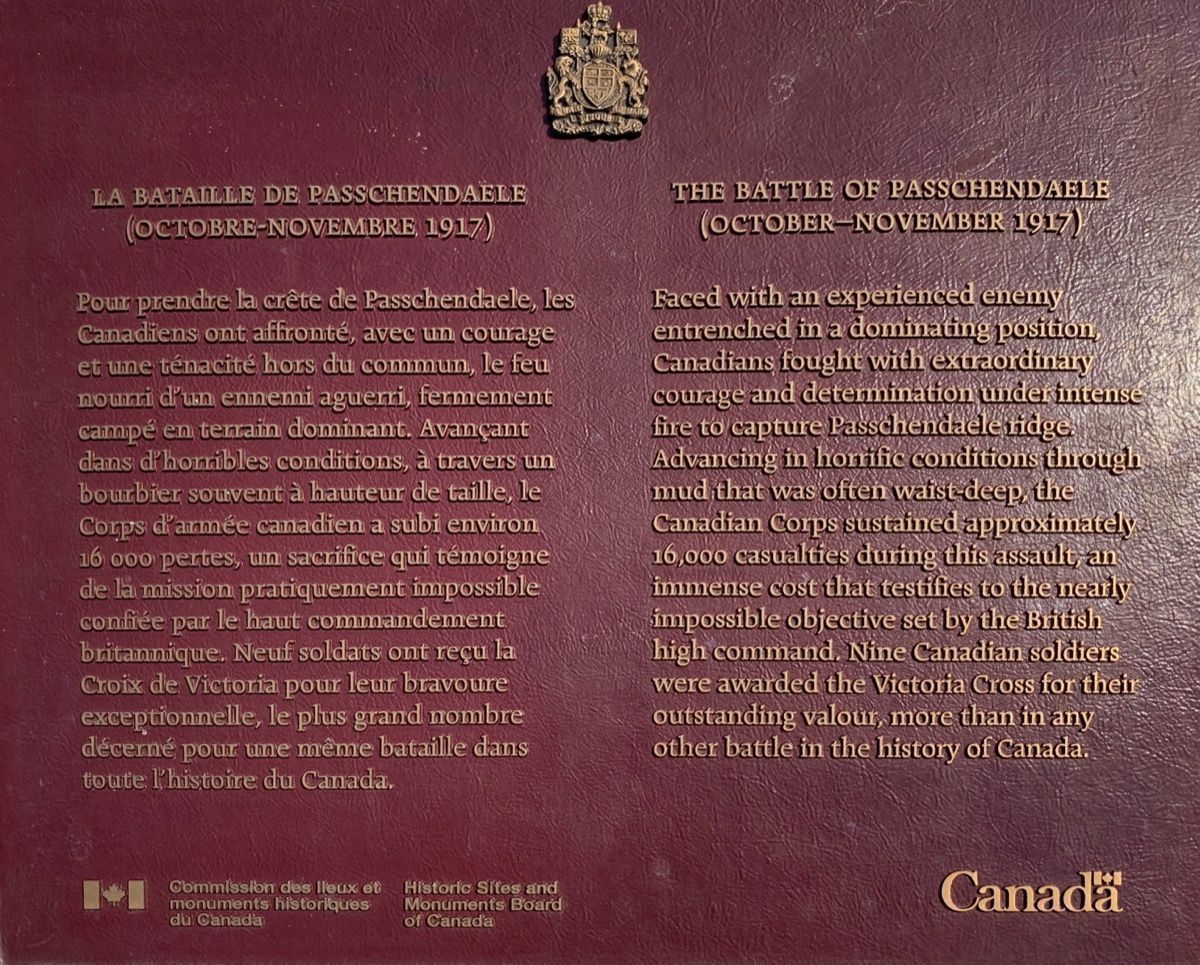 LA BATAILLE DE PASSCHENDAELE
(OCTOBRE-NOVEMBRE 1917)
Pour prendre la crête de Passchendaele, les
Canadiens ont affronté, avec un courage
et une ténacité hors du commun, le feu
nourri d'un ennemi aguerri, fermement
campé en terrain dominant. Avançant
dans d'horribles conditions, à travers un
bourbier souvent à hauteur de taille, le
Corps d'armée canadien a subi environ
16 000 pertes, un sacrifice qui témoigne
de la mission pratiquement impossible
confiée par le haut commandement
britannique. Neuf soldats ont reçu la
Croix de Victoria pour leur bravoure
exceptionnelle, le plus grand nombre
décerné pour une même bataille dans
toute l'histoire du Canada.
THE BATTLE OF PASSCHENDAELE
(OCTOBER–NOVEMBER 1917)
Faced with an experienced enemy
entrenched in a dominating position,
Canadians fought with extraordinary
courage and determination under intense
fire to capture Passchendaele ridge.
Advancing in horrific conditions through
mud that was often waist-deep, the
Canadian Corps sustained approximately
16,000 casualties during this assault, an
immense cost that testifies to the nearly
impossible objective set by the British
high command. Nine Canadian soldiers
were awarded the Victoria Cross for their
outstanding valour, more than in any
other battle in the history of Canada.
Commission des lieux et
monuments historiques
du Canada
Historic Sites and
Monuments Board
of Canada
Canada